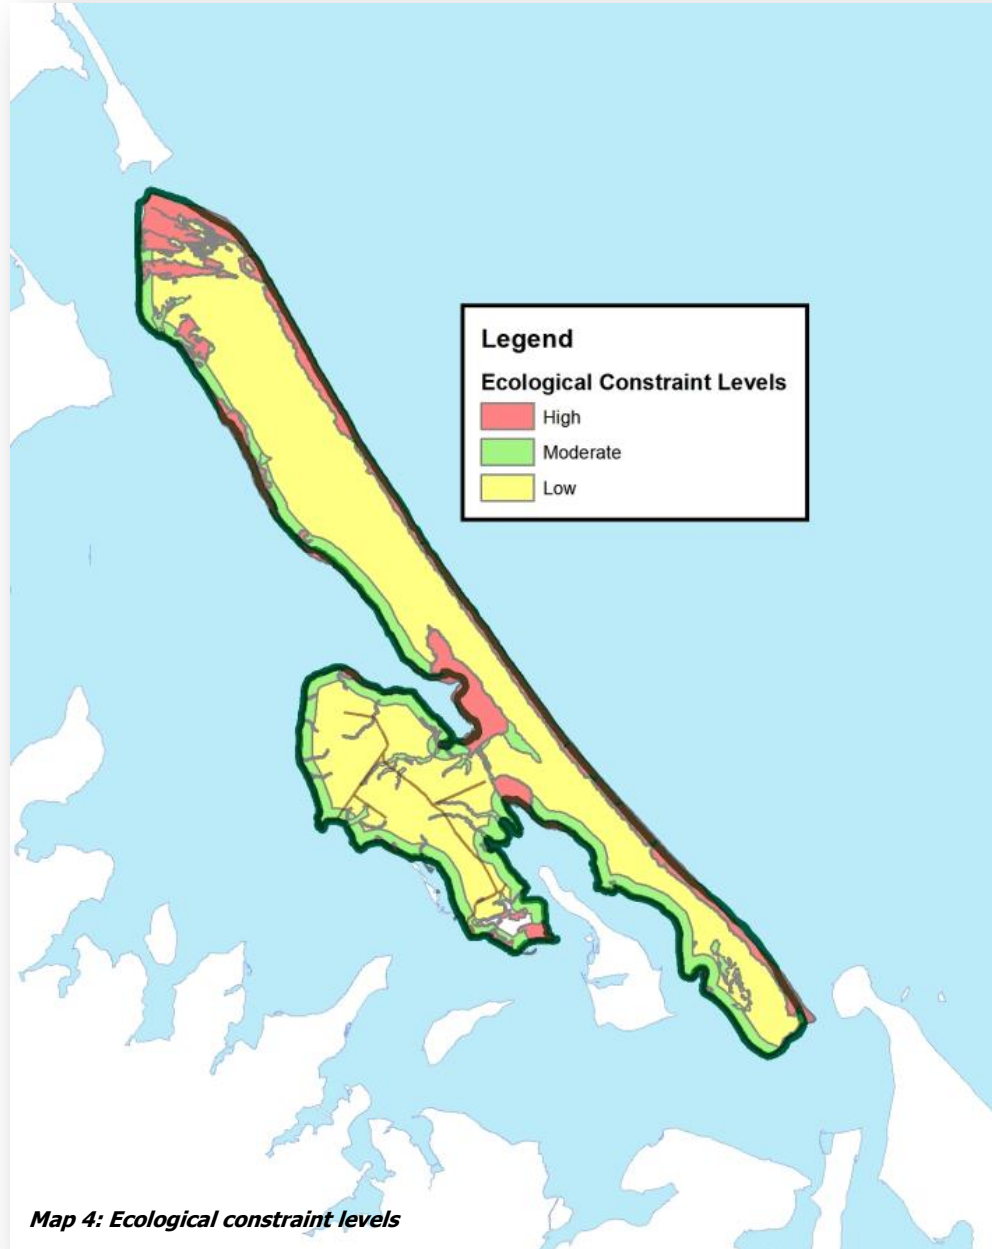 Legend
Ecological Constraint Levels
High
Moderate
Low
Map 4: Ecological constraint levels